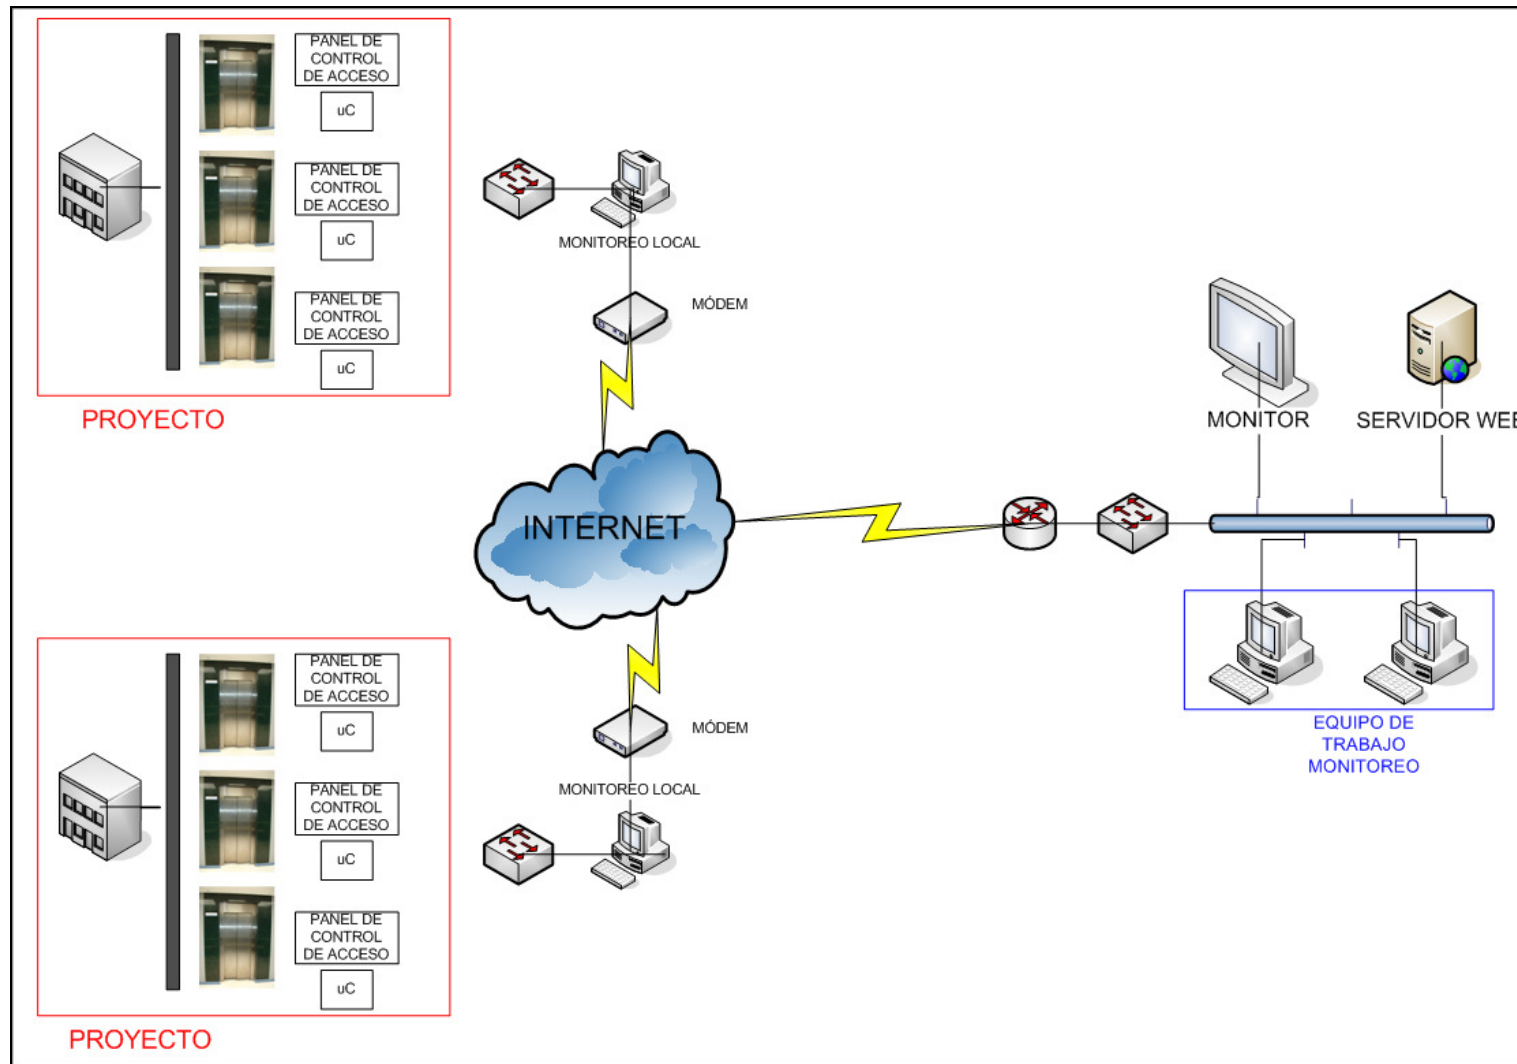 PANEL DE
CONTROL
DE ACCESO
uC
PANEL DE
CONTROL
DE ACCESO
uC
PANEL DE
CONTROL
DE ACCESO
uC
PROYECTO
MONITOREO LOCAL
MÓDEM
INTERNET
MONITOR
SERVIDOR WEB
EQUIPO DE
TRABAJO
MONITOREO
MÓDEM
MONITOREO LOCAL
PANEL DE
CONTROL
DE ACCESO
uC
PANEL DE
CONTROL
DE ACCESO
uC
PANEL DE
CONTROL
DE ACCESO
uC
PROYECTO